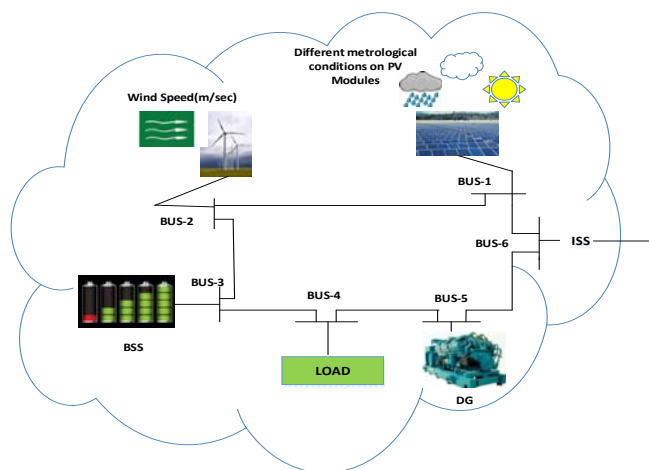 Different metrological
conditions on PV
Modules
Wind Speed(m/sec)
BUS-1
BUS-2
BUS-6
ISS
BUS-3
BUS-4
BUS-5
BSS
LOAD
DG